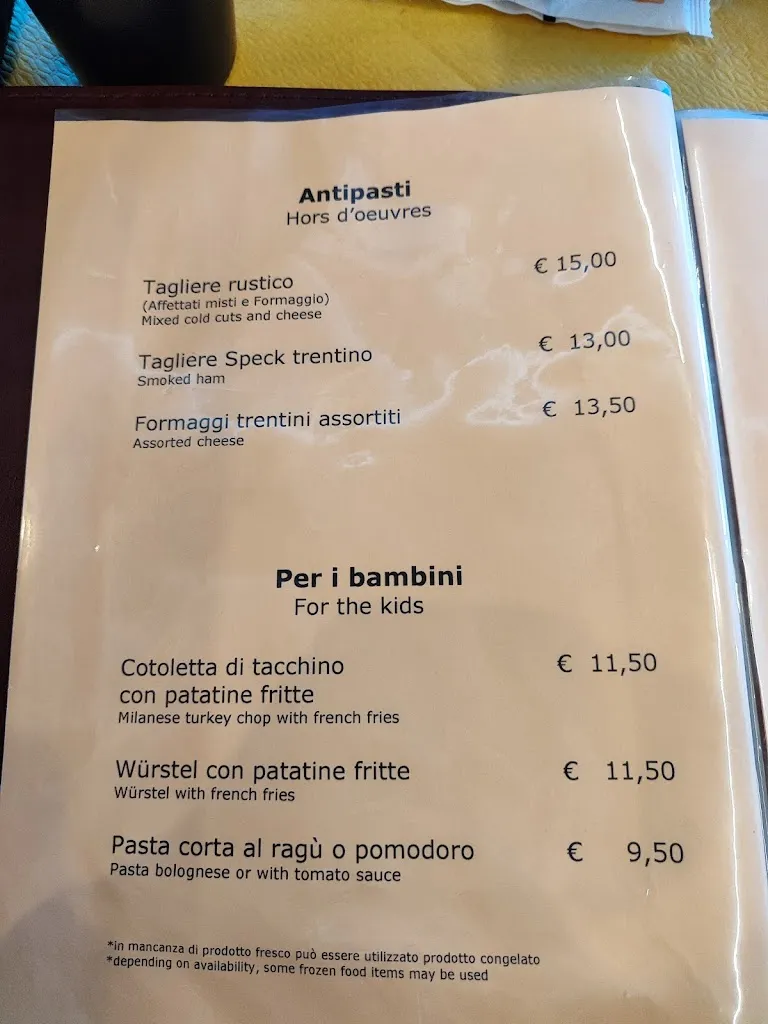 Antipasti
Hors d'oeuvres
Tagliere rustico € 15,00
(Affettati misti e Formaggio)
Mixed cold cuts and cheese
Tagliere Speck trentino € 13,00
Smoked ham
Formaggi trentini assortiti € 13,50
Assorted cheese
Per i bambini
For the kids
Cotoletta di tacchino € 11,50
con patatine fritte
Milanese turkey chop with french fries
Würstel con patatine fritte € 11,50
Würstel with french fries
Pasta corta al ragù o pomodoro € 9,50
Pasta bolognese or with tomato sauce
*in mancanza di prodotto fresco può essere utilizzato prodotto congelato
*depending on availability, some frozen food items may be used